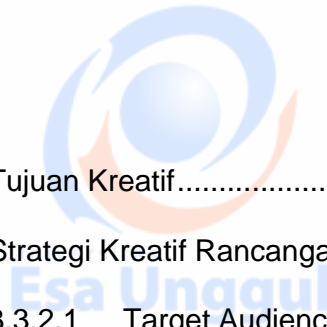 Tujuan Kreatif...................
Strategi Kreatif Rancanga
Esa Unggul
3.3.2.1 Target Audienc